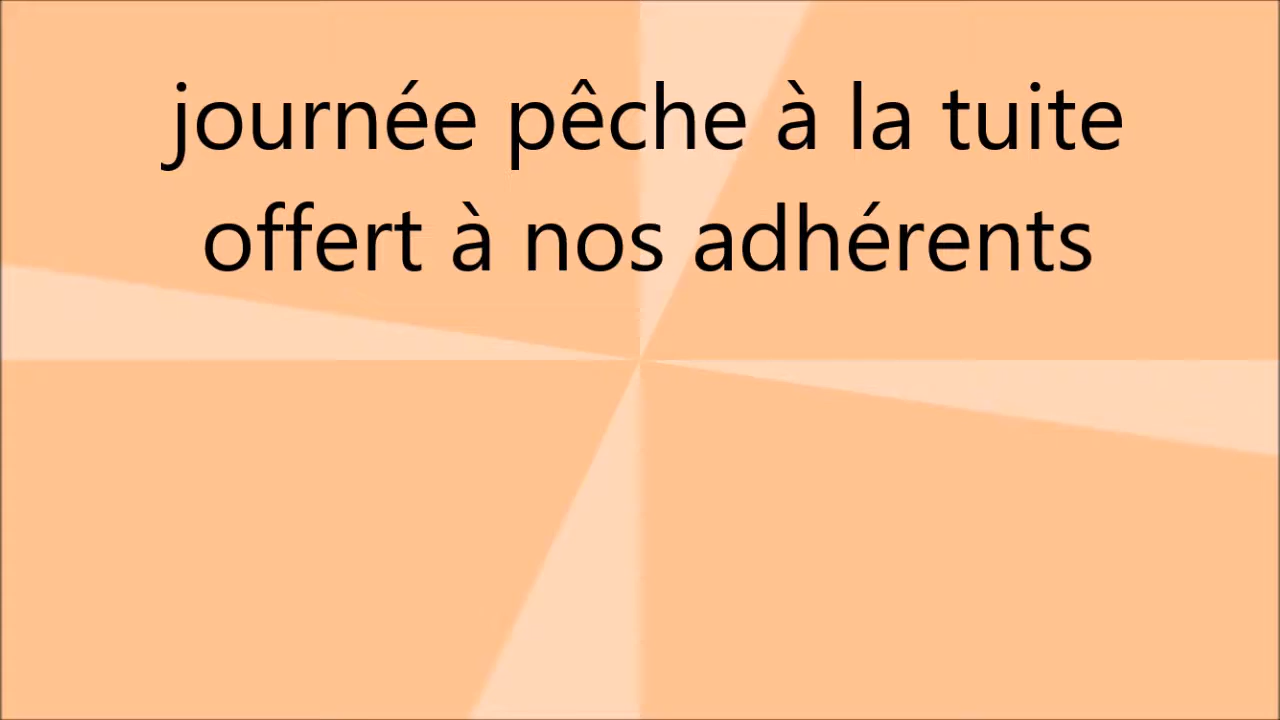 journée pêche à la tuite
offert à nos adhérents